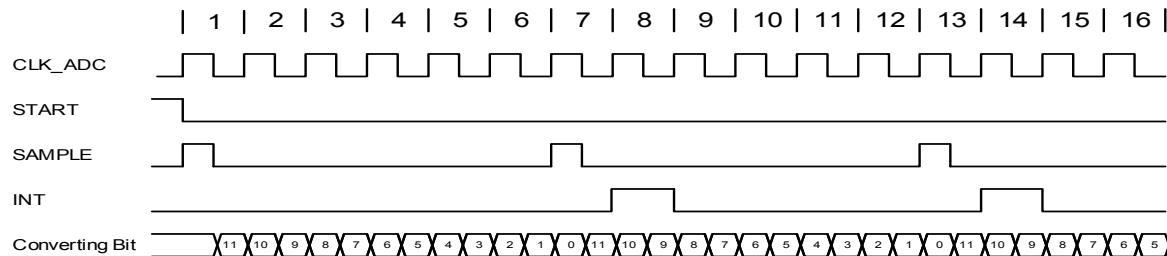 1 2 3 4 5 6 7 8 9 10 11 12 13 14 15 16
CLK_ADC
START
SAMPLE
INT
Converting Bit 11 10 9 8 7 6 5 4 3 2 1 0 11 10 9 8 7 6 5 4 3 2 1 0 11 10 9 8 7 6 5